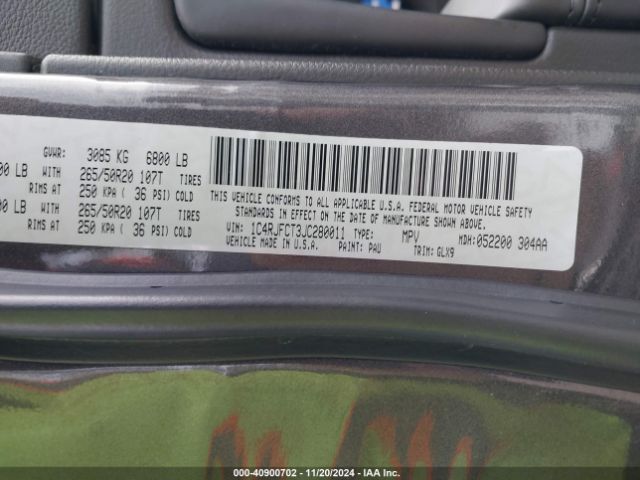 GVWR: 3085 KG 6800 LB
00 LB WITH 265/50R20 107T TIRES
RIMS AT 250 KPA ( 36 PSI) COLD
00 LB WITH 265/50R20 107T TIRES
RIMS AT 250 KPA ( 36 PSI) COLD
THIS VEHICLE CONFORMS TO ALL APPLICABLE U.S.A. FEDERAL MOTOR VEHICLE SAFETY
STANDARDS IN EFFECT ON THE DATE OF MANUFACTURE SHOWN ABOVE.
VIN: 1C4RJFCT3JC280011 TYPE: MPV MDH:052200 304AA
MADE IN U.S.A. PAINT: PAU TRIM: GLX9
000-40900702 - 11/20/2024 - IAA Inc.